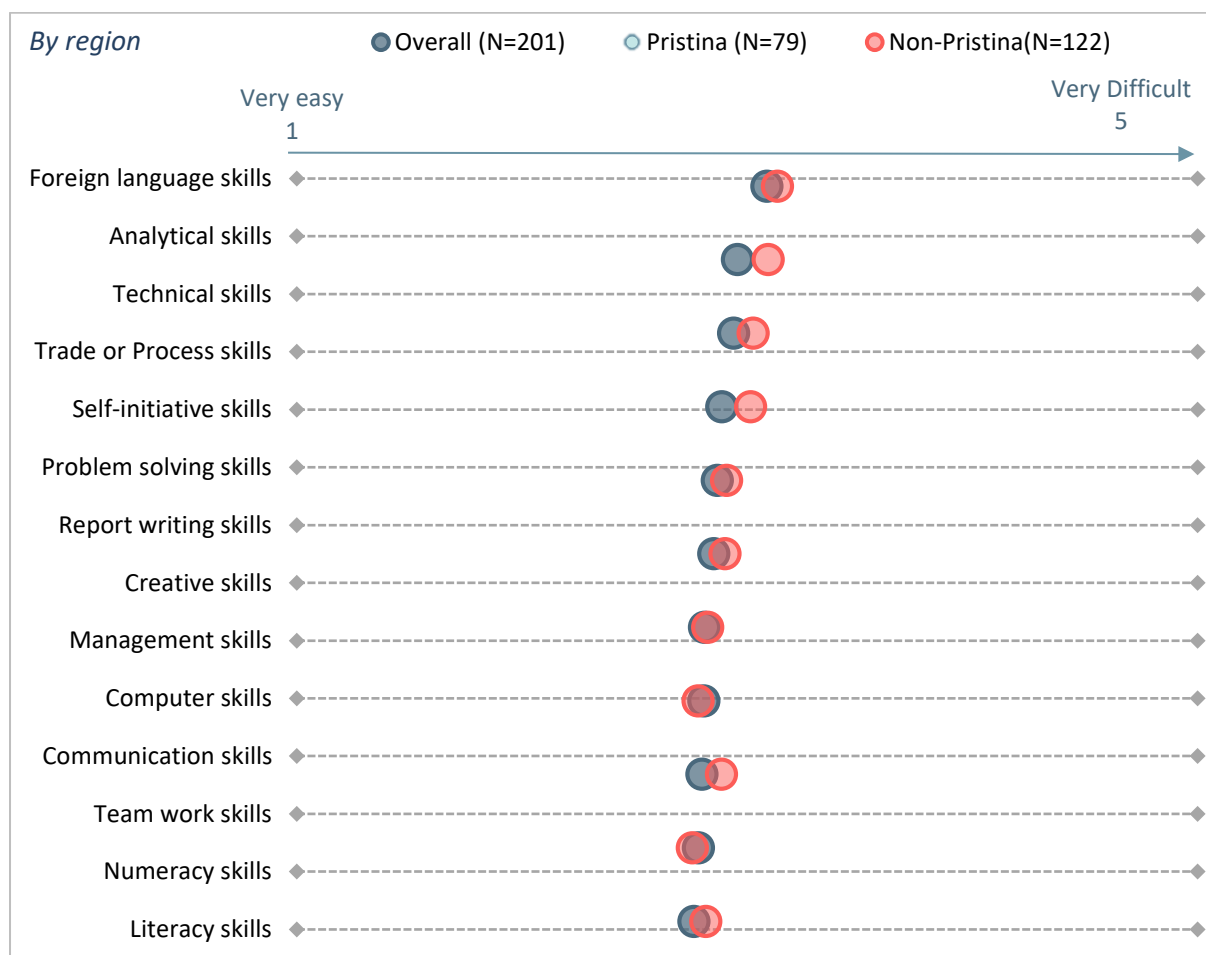 By region
Overall (N=201)
Pristina (N=79)
Non-Pristina(N=122)
Very easy
1
Very Difficult
5
Foreign language skills
Analytical skills
Technical skills
Trade or Process skills
Self-initiative skills
Problem solving skills
Report writing skills
Creative skills
Management skills
Computer skills
Communication skills
Team work skills
Numeracy skills
Literacy skills